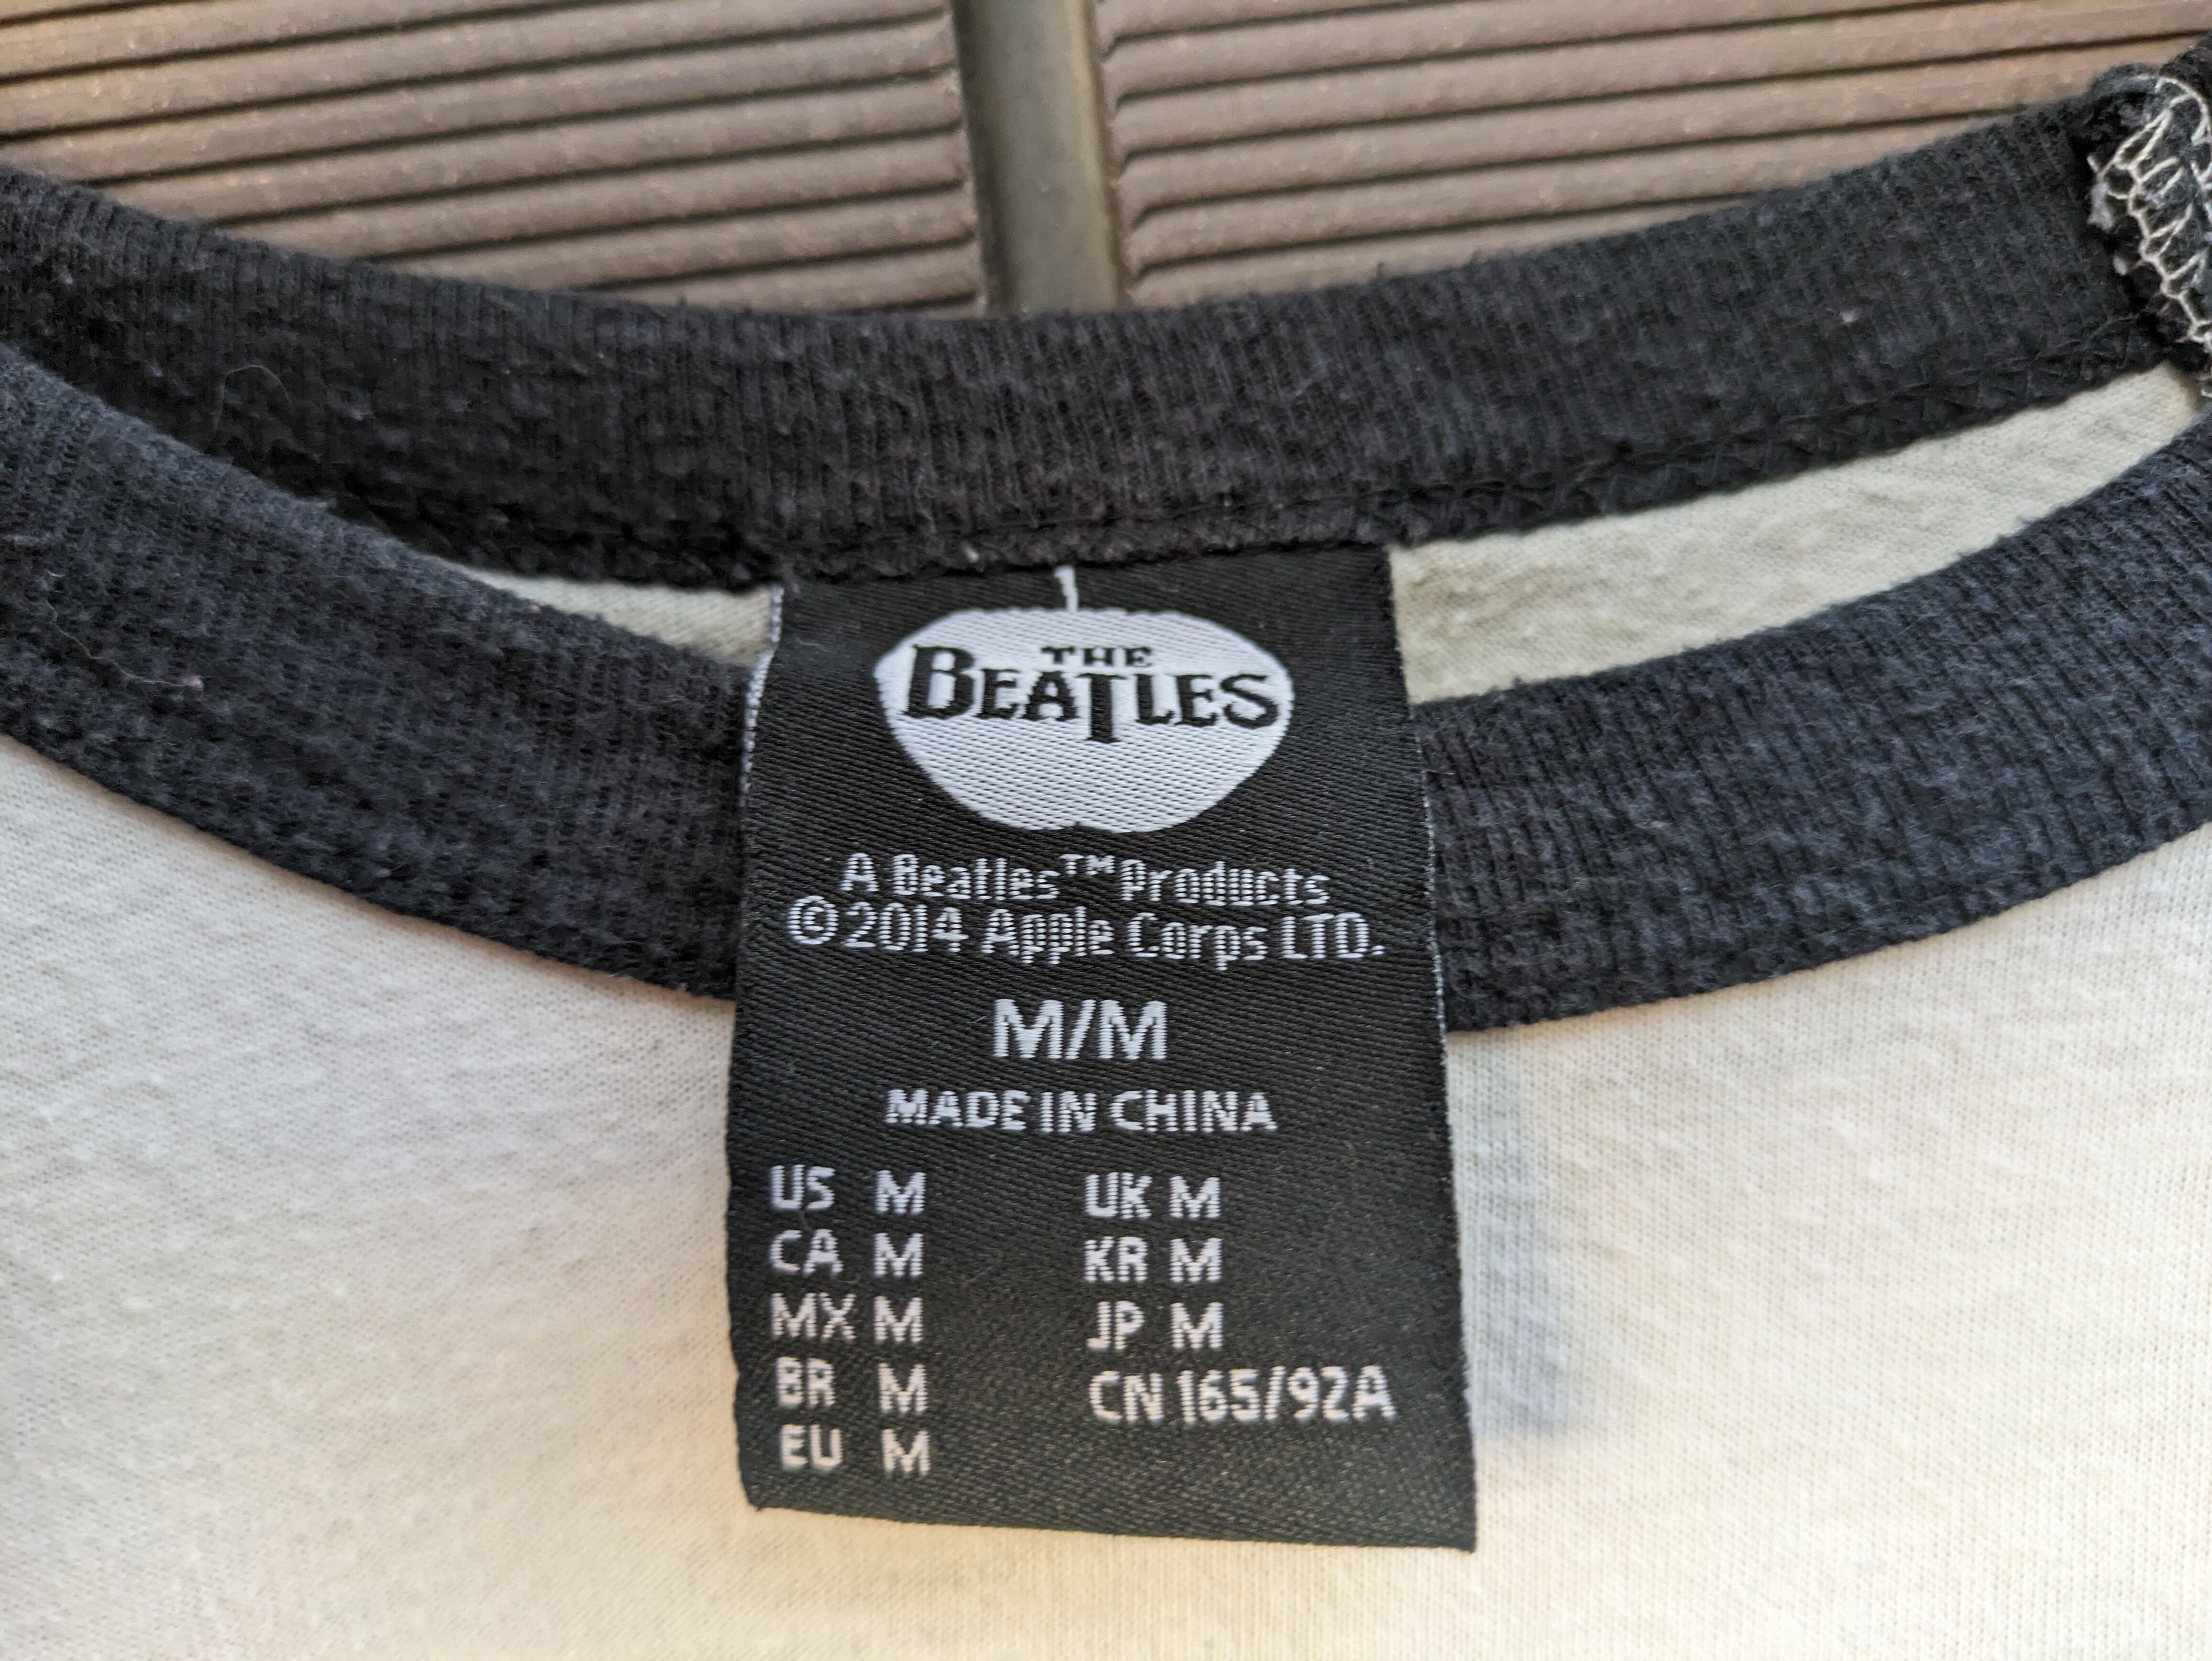 THE
BEATLES
A Beatles™ Products
©2014 Apple Corps LTD.
M/M
MADE IN CHINA
US M UK M
CA M KR M
MX M JP M
BR M CN 165/92A
EU M